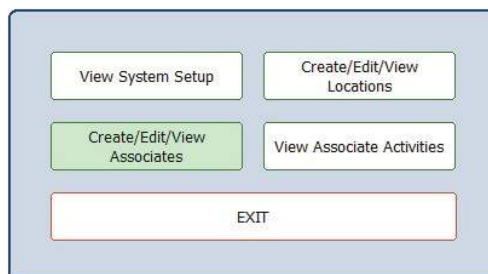 View System Setup
Create/Edit/View
Locations
Create/Edit/View
Associates
View Associate Activities
EXIT